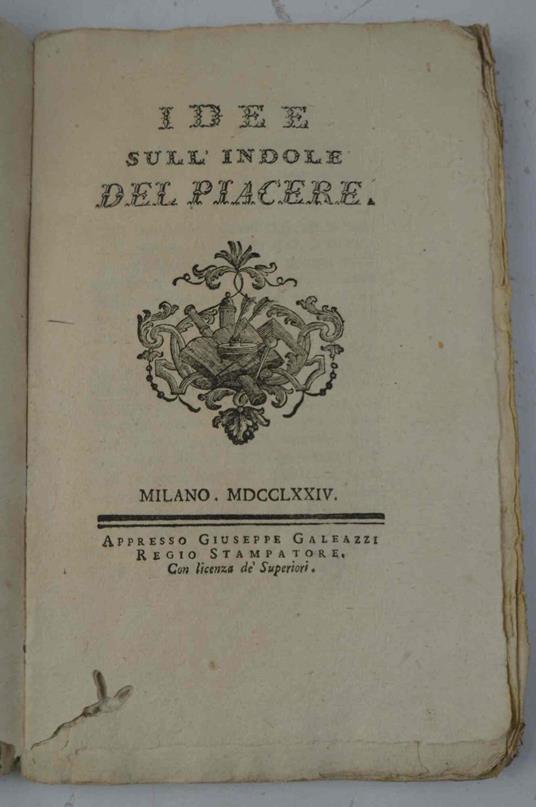 IDEE
SULL' INDOLE
DEL PIACERE.
MILANO. MDCCLXXIV.
APPRESSO GIUSEPPE GALEAZZI
REGIO STAMPATORE.
Con licenza de' Superiori.